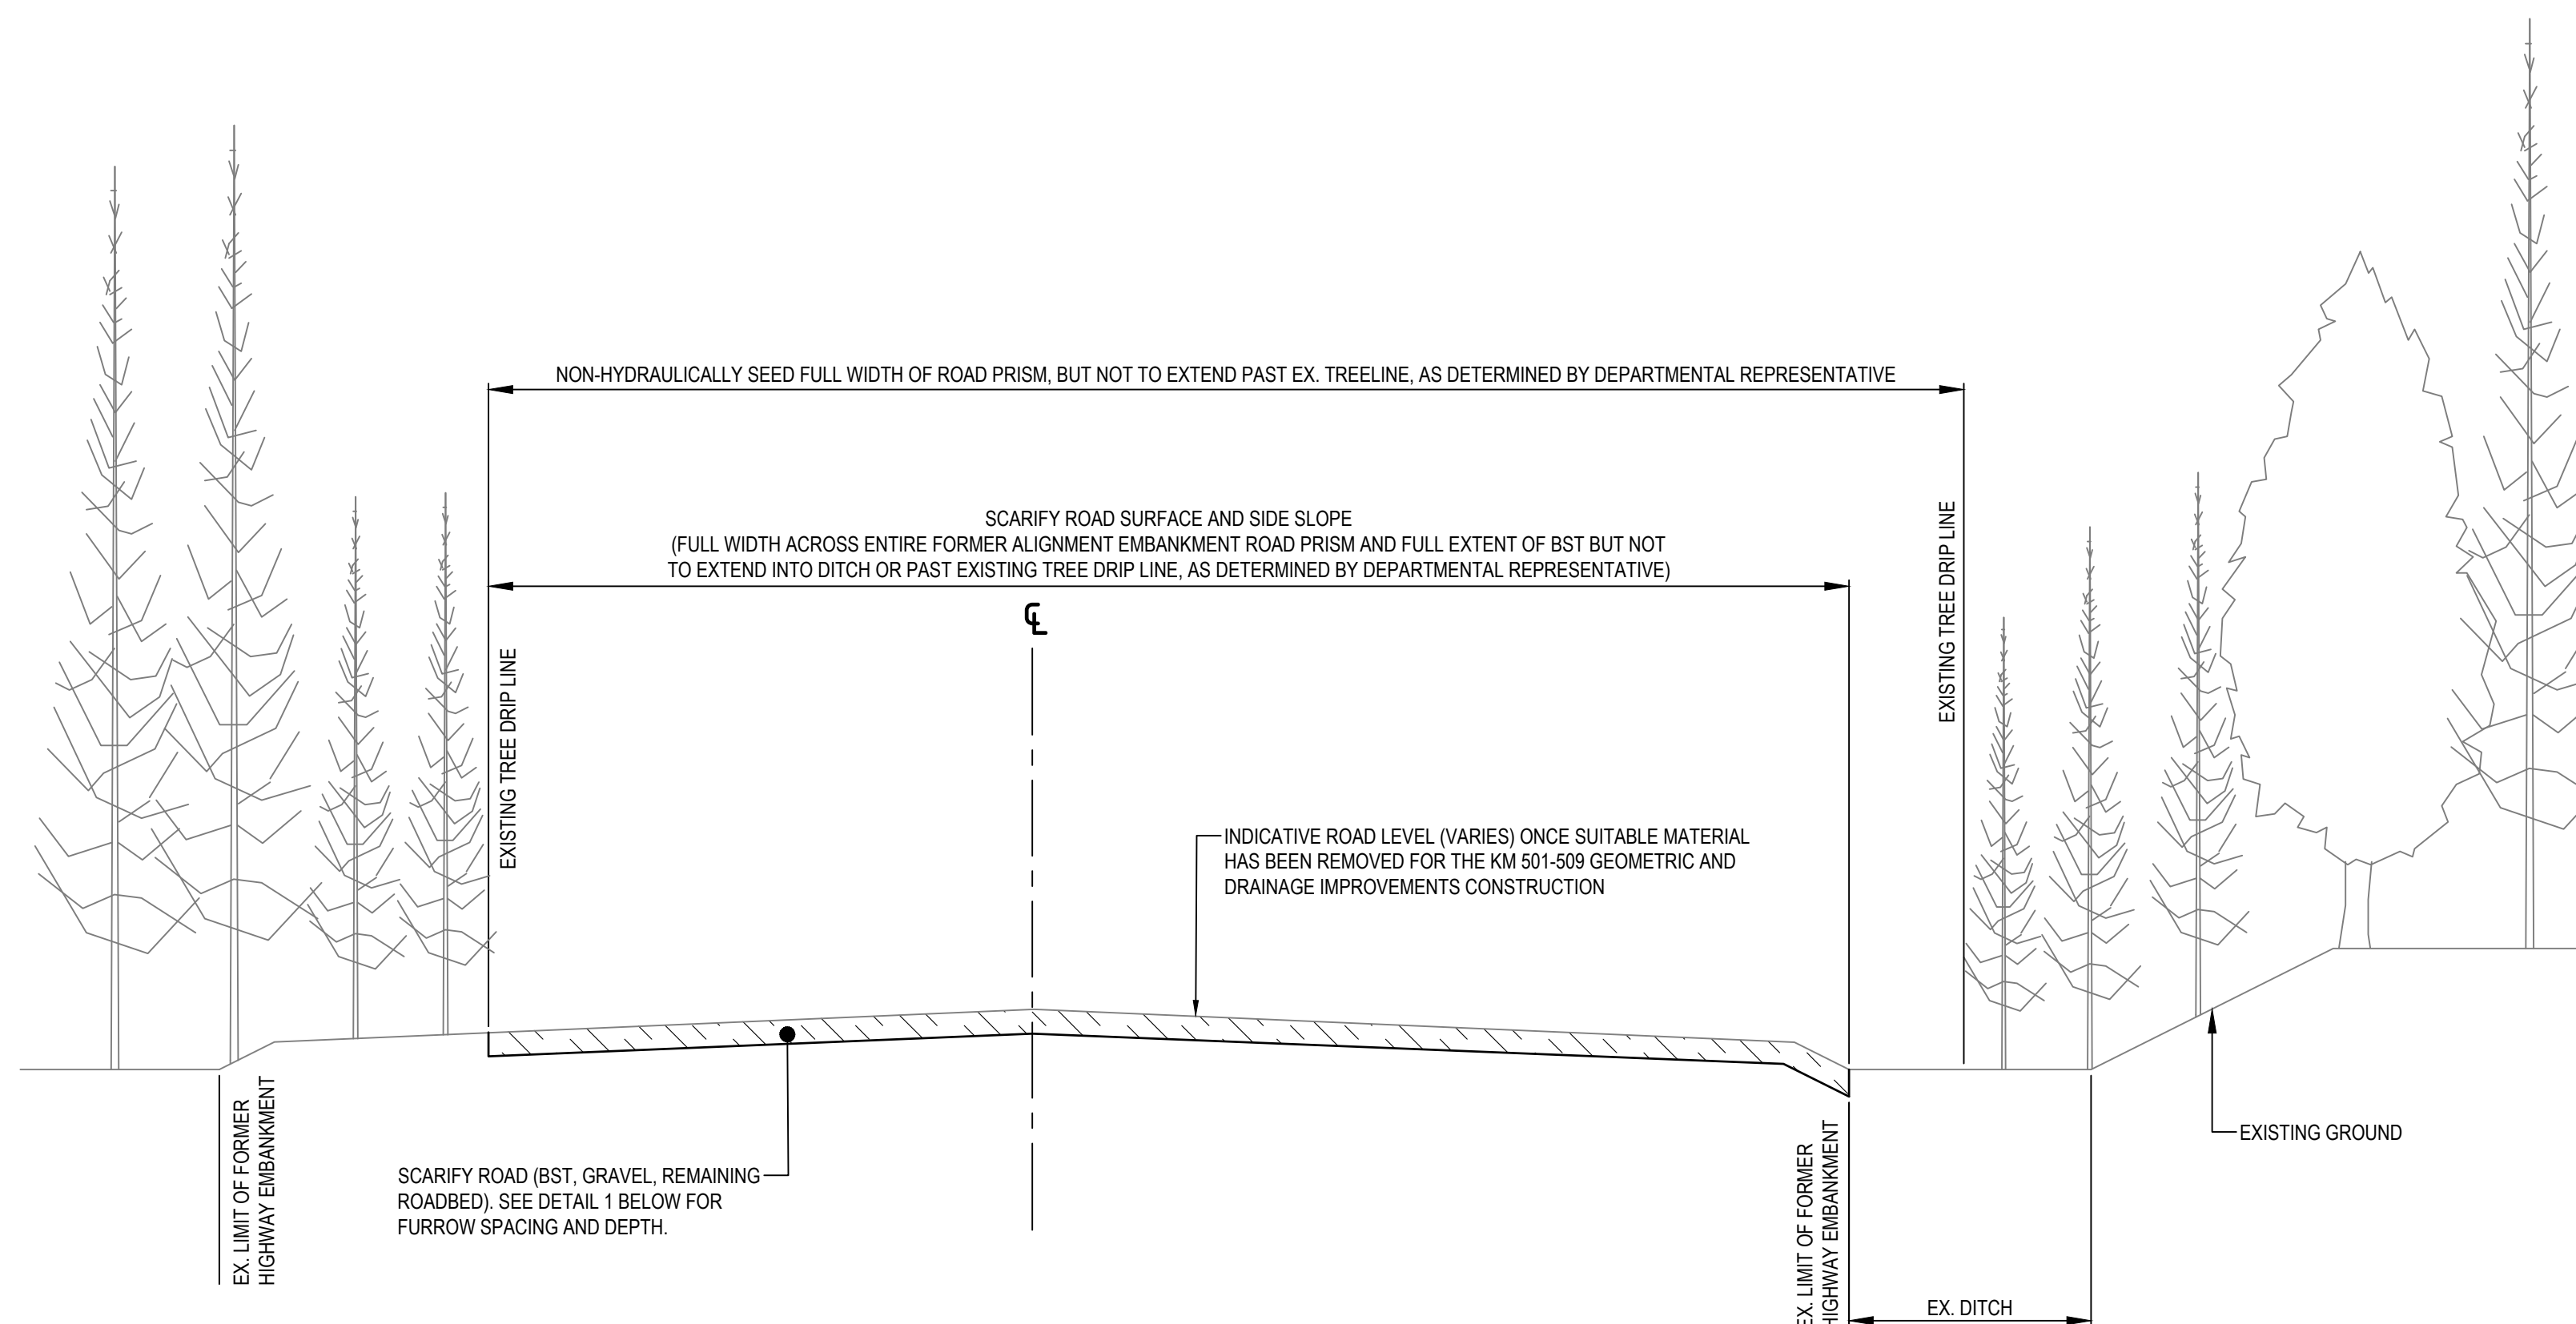 NON-HYDRAULICALLY SEED FULL WIDTH OF ROAD PRISM, BUT NOT TO EXTEND PAST EX. TREELINE, AS DETERMINED BY DEPARTMENTAL REPRESENTATIVE
SCARIFY ROAD SURFACE AND SIDE SLOPE
(FULL WIDTH ACROSS ENTIRE FORMER ALIGNMENT EMBANKMENT ROAD PRISM AND FULL EXTENT OF BST BUT NOT
TO EXTEND INTO DITCH OR PAST EXISTING TREE DRIP LINE, AS DETERMINED BY DEPARTMENTAL REPRESENTATIVE)
℄
EXISTING TREE DRIP LINE
EXISTING TREE DRIP LINE
INDICATIVE ROAD LEVEL (VARIES) ONCE SUITABLE MATERIAL
HAS BEEN REMOVED FOR THE KM 501-509 GEOMETRIC AND
DRAINAGE IMPROVEMENTS CONSTRUCTION
EX. LIMIT OF FORMER
HIGHWAY EMBANKMENT
SCARIFY ROAD (BST, GRAVEL, REMAINING
ROADBED). SEE DETAIL 1 BELOW FOR
FURROW SPACING AND DEPTH.
EX. LIMIT OF FORMER
HIGHWAY EMBANKMENT
EXISTING GROUND
EX. DITCH